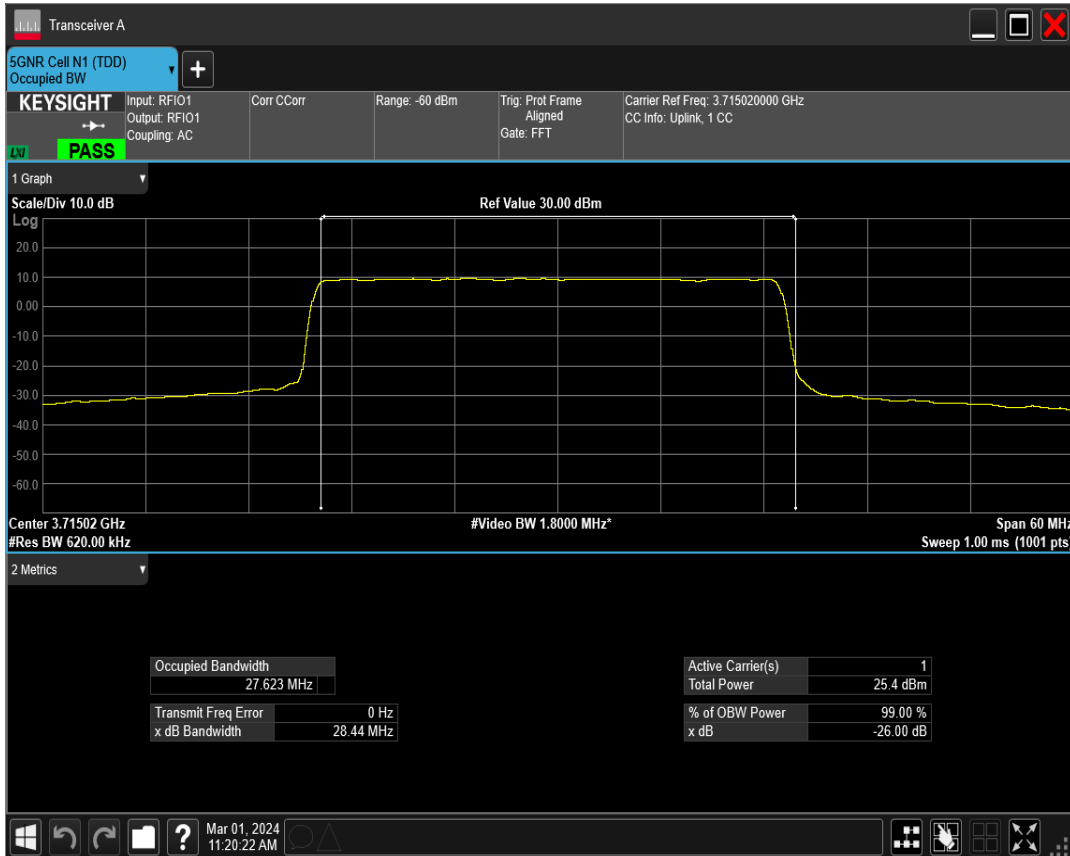 Transceiver A
5GNR Cell N1 (TDD)
Occupied BW
+
KEYSIGHT
LXI
PASS
Input: RFIO1
Output: RFIO1
Coupling: AC
Corr CCorr
Range: -60 dBm
Trig: Prot Frame
Aligned
Gate: FFT
Carrier Ref Freq: 3.715020000 GHz
CC Info: Uplink, 1 CC
1 Graph
Scale/Div 10.0 dB
Ref Value 30.00 dBm
Log
20.0
10.0
0.00
-10.0
-20.0
-30.0
-40.0
-50.0
-60.0
Center 3.71502 GHz
#Video BW 1.8000 MHz*
Span 60 MHz
#Res BW 620.00 kHz
Sweep 1.00 ms (1001 pts)
2 Metrics
Occupied Bandwidth
27.623 MHz
Transmit Freq Error 0 Hz
x dB Bandwidth 28.44 MHz
Active Carrier(s) 1
Total Power 25.4 dBm
% of OBW Power 99.00 %
x dB -26.00 dB
?
Mar 01, 2024
11:20:22 AM